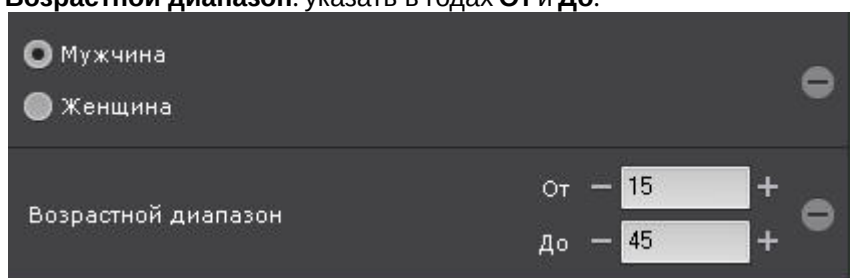 Возрастной диапазон: указать в годах От и До.
Мужчина
Женщина
От − 15 +
Возрастной диапазон
До − 45 +